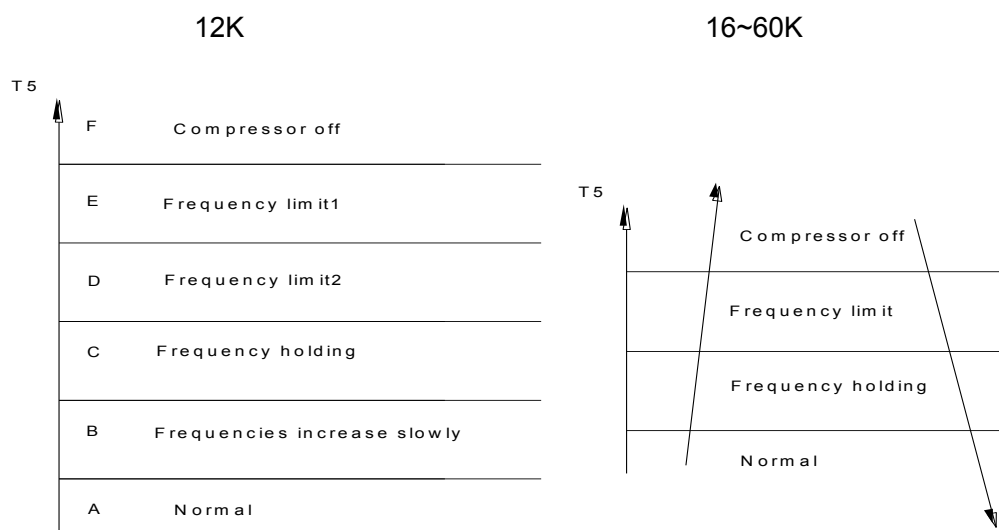 12K
T5
F Compressor off
E Frequency limit1
D Frequency limit2
C Frequency holding
B Frequencies increase slowly
A Normal
16~60K
T5
Compressor off
Frequency limit
Frequency holding
Normal